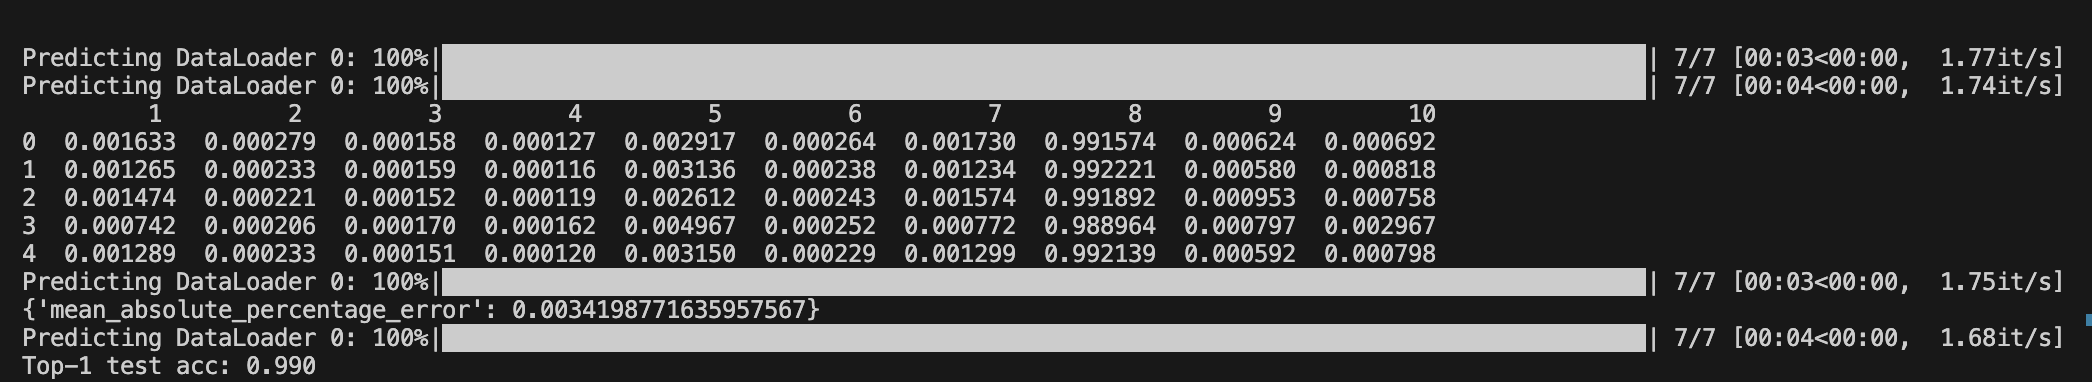 Predicting DataLoader 0: 100%| | 7/7 [00:03<00:00, 1.77it/s]
Predicting DataLoader 0: 100%| | 7/7 [00:04<00:00, 1.74it/s]
1 2 3 4 5 6 7 8 9 10
0 0.001633 0.000279 0.000158 0.000127 0.002917 0.000264 0.001730 0.991574 0.000624 0.000692
1 0.001265 0.000233 0.000159 0.000116 0.003136 0.000238 0.001234 0.992221 0.000580 0.000818
2 0.001474 0.000221 0.000152 0.000119 0.002612 0.000243 0.001574 0.991892 0.000953 0.000758
3 0.000742 0.000206 0.000170 0.000162 0.004967 0.000252 0.000772 0.988964 0.000797 0.002967
4 0.001289 0.000233 0.000151 0.000120 0.003150 0.000229 0.001299 0.992139 0.000592 0.000798
Predicting DataLoader 0: 100%| | 7/7 [00:03<00:00, 1.75it/s]
{'mean_absolute_percentage_error': 0.0034198771635957567}
Predicting DataLoader 0: 100%| | 7/7 [00:04<00:00, 1.68it/s]
Top-1 test acc: 0.990